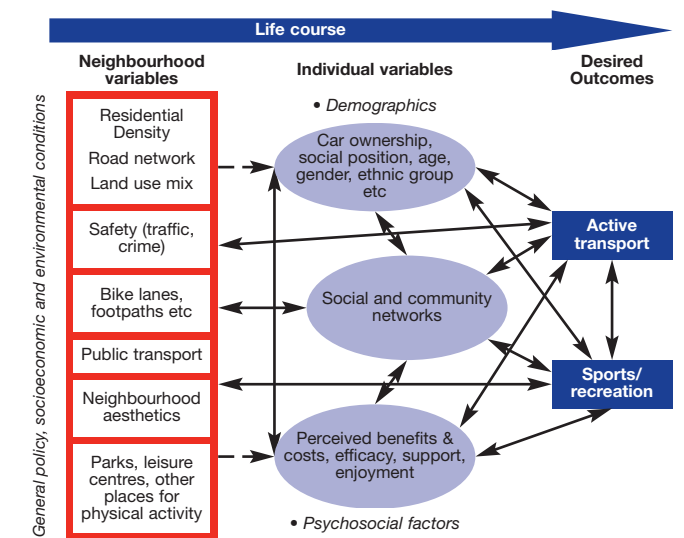 Life course
Neighbourhood
variables
Individual variables
Desired
Outcomes
General policy, socioeconomic and environmental conditions
• Demographics
Residential
Density
Road network
Land use mix
Car ownership,
social position, age,
gender, ethnic group
etc
Safety (traffic,
crime)
Active
transport
Bike lanes,
footpaths etc
Social and community
networks
Public transport
Sports/
recreation
Neighbourhood
aesthetics
Perceived benefits &
costs, efficacy, support,
enjoyment
Parks, leisure
centres, other
places for
physical activity
• Psychosocial factors